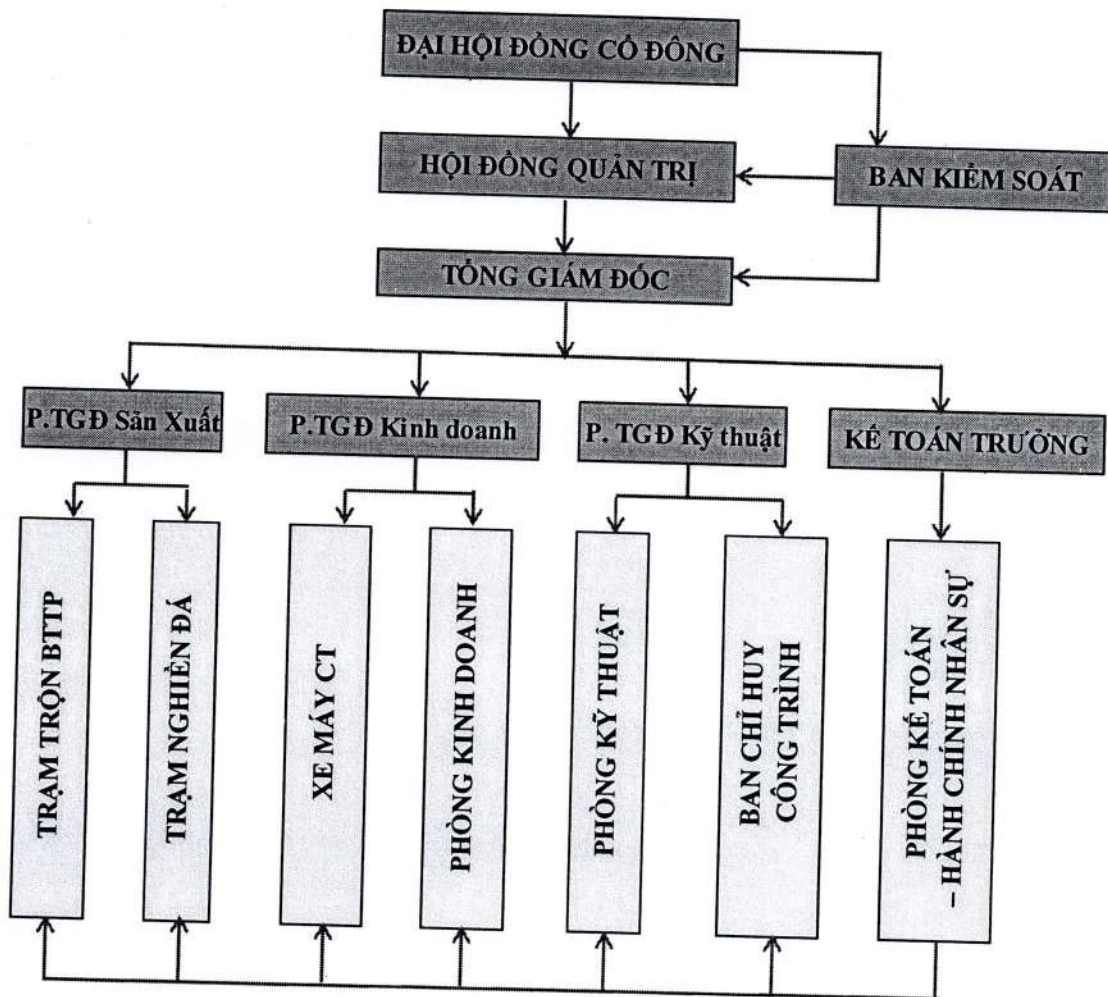 ĐẠI HỘI ĐỒNG CỔ ĐÔNG
HỘI ĐỒNG QUẢN TRỊ
BAN KIỂM SOÁT
TỔNG GIÁM ĐỐC
P.TGĐ Sản Xuất
P.TGĐ Kinh doanh
P. TGĐ Kỹ thuật
KẾ TOÁN TRƯỞNG
TRẠM TRỘN BTTP
TRẠM NGHIỀN ĐÁ
XE MÁY CT
PHÒNG KINH DOANH
PHÒNG KỸ THUẬT
BAN CHỈ HUY
CÔNG TRÌNH
PHÒNG KẾ TOÁN
– HÀNH CHÍNH NHÂN SỰ